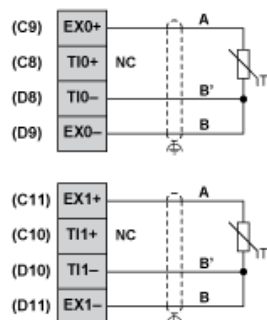 (C9) EX0+ A
(C8) TI0+ NC
(D8) TI0– B'
(D9) EX0– B
T
(C11) EX1+ A
(C10) TI1+ NC
(D10) TI1– B'
(D11) EX1– B
T